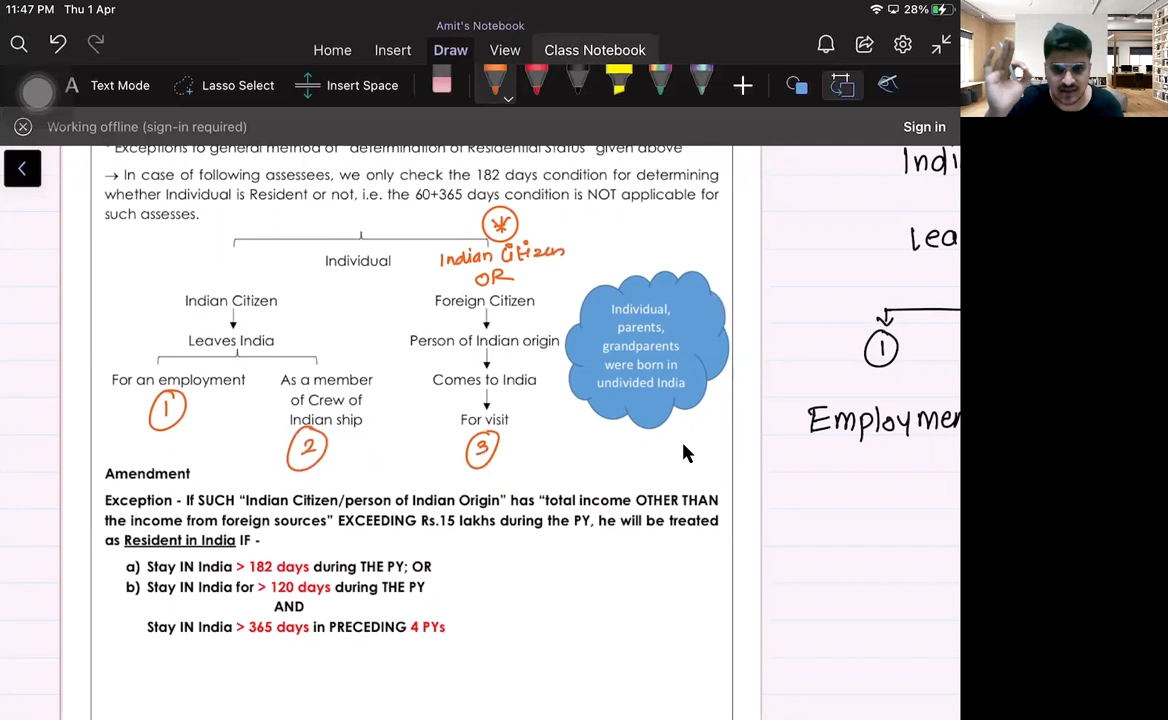 11:47 PM Thu 1 Apr
28%
Amit's Notebook
Home Insert Draw View Class Notebook
A Text Mode Lasso Select Insert Space
Working offline (sign-in required) Sign in
* Exceptions to general method of "determination of Residential Status" given above
→ In case of following assessees, we only check the 182 days condition for determining
whether Individual is Resident or not, i.e. the 60+365 days condition is NOT applicable for
such assesses.
Individual
Indian Citizen
OR
Indian Citizen
Leaves India
For an employment
1
As a member
of Crew of
Indian ship
2
Foreign Citizen
Person of Indian origin
Comes to India
For visit
3
Individual,
parents,
grandparents
were born in
undivided India
Amendment
Exception - If SUCH "Indian Citizen/person of Indian Origin" has "total income OTHER THAN
the income from foreign sources" EXCEEDING Rs.15 lakhs during the PY, he will be treated
as Resident in India IF -
a) Stay IN India > 182 days during THE PY; OR
b) Stay IN India for > 120 days during THE PY
AND
Stay IN India > 365 days in PRECEDING 4 PYs
Indi
Lea
1
Employmen